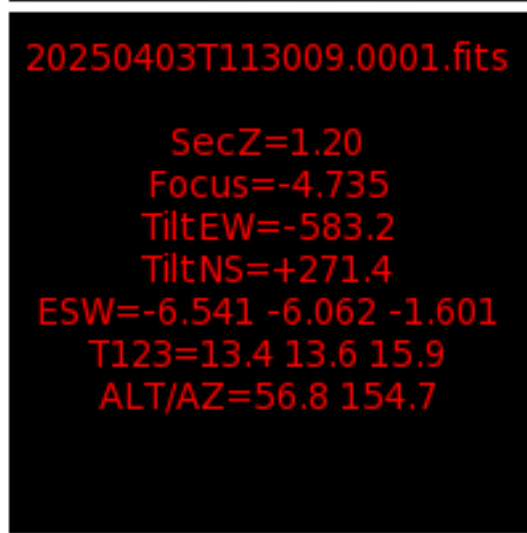 20250403T113009.0001.fits
SecZ=1.20
Focus=-4.735
TiltEW=-583.2
TiltNS=+271.4
ESW=-6.541 -6.062 -1.601
T123=13.4 13.6 15.9
ALT/AZ=56.8 154.7